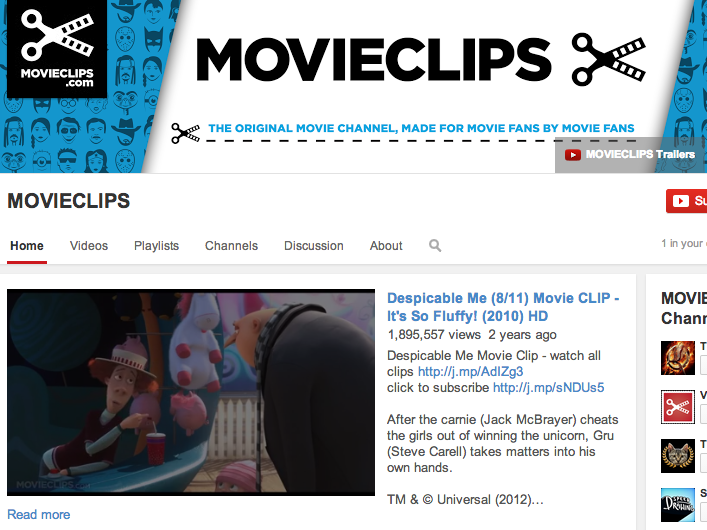 MOVIECLIPS
.com
MOVIECLIPS
THE ORIGINAL MOVIE CHANNEL, MADE FOR MOVIE FANS BY MOVIE FANS
MOVIECLIPS Trailers
MOVIECLIPS
Su
Home Videos Playlists Channels Discussion About
1 in your
Despicable Me (8/11) Movie CLIP -
It's So Fluffy! (2010) HD
1,895,557 views 2 years ago
Despicable Me Movie Clip - watch all
clips http://j.mp/AdIZg3
click to subscribe http://j.mp/sNDUs5
After the carnie (Jack McBrayer) cheats
the girls out of winning the unicorn, Gru
(Steve Carell) takes matters into his
own hands.
TM & © Universal (2012)…
MOVIECLIPS.com
Read more
MOVIE
Chann
T
V
T
S